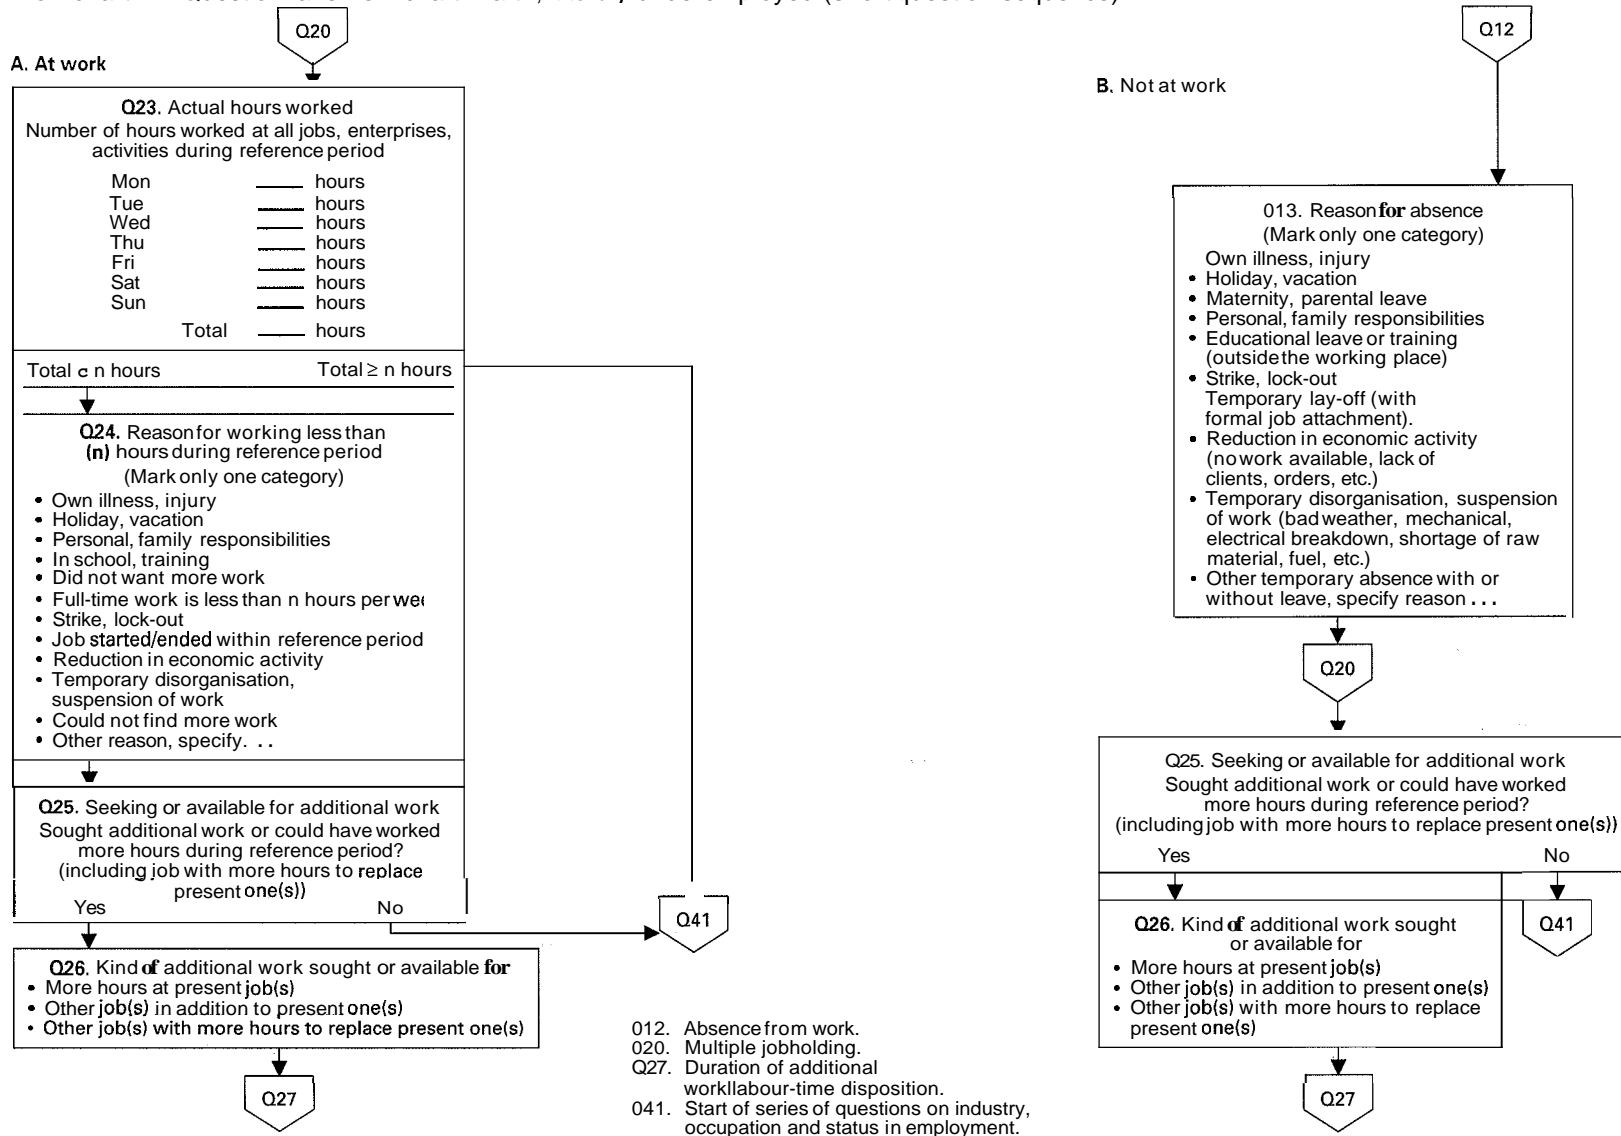 Q20
A. At work
Q23. Actual hours worked
Number of hours worked at all jobs, enterprises,
activities during reference period
Mon hours
Tue hours
Wed hours
Thu hours
Fri hours
Sat hours
Sun hours
Total hours
Total c n hours Total ≥ n hours
Q24. Reason for working less than
(n) hours during reference period
(Mark only one category)
• Own illness, injury
• Holiday, vacation
• Personal, family responsibilities
• In school, training
• Did not want more work
• Full-time work is less than n hours per
• Strike, lock-out
• Job started/ended within reference period
• Reduction in economic activity
• Temporary disorganisation,
suspension of work
• Could not find more work
• Other reason, specify. . .
Q25. Seeking or available for additional work
Sought additional work or could have worked
more hours during reference period?
(including job with more hours to replace
present one(s))
Yes No
Q41
Q26. Kind of additional work sought or available for
• More hours at present job(s)
• Other job(s) in addition to present one(s)
• Other job(s) with more hours to replace present one(s)
Q27
012. Absence from work.
020. Multiple jobholding.
Q27. Duration of additional
workllabour-time disposition.
041. Start of series of questions on industry,
occupation and status in employment.
Q12
B. Not at work
013. Reason for absence
(Mark only one category)
Own illness, injury
• Holiday, vacation
• Maternity, parental leave
• Personal, family responsibilities
• Educational leave or training
(outside the working place)
• Strike, lock-out
Temporary lay-off (with
formal job attachment).
• Reduction in economic activity
(no work available, lack of
clients, orders, etc.)
• Temporary disorganisation, suspension
of work (bad weather, mechanical,
electrical breakdown, shortage of raw
material, fuel, etc.)
• Other temporary absence with or
without leave, specify reason ...
Q20
Q25. Seeking or available for additional work
Sought additional work or could have worked
more hours during reference period?
(including job with more hours to replace present one(s))
Yes No
Q41
Q26. Kind of additional work sought
or available for
• More hours at present job(s)
• Other job(s) in addition to present one(s)
• Other job(s) with more hours to replace
present one(s)
Q27